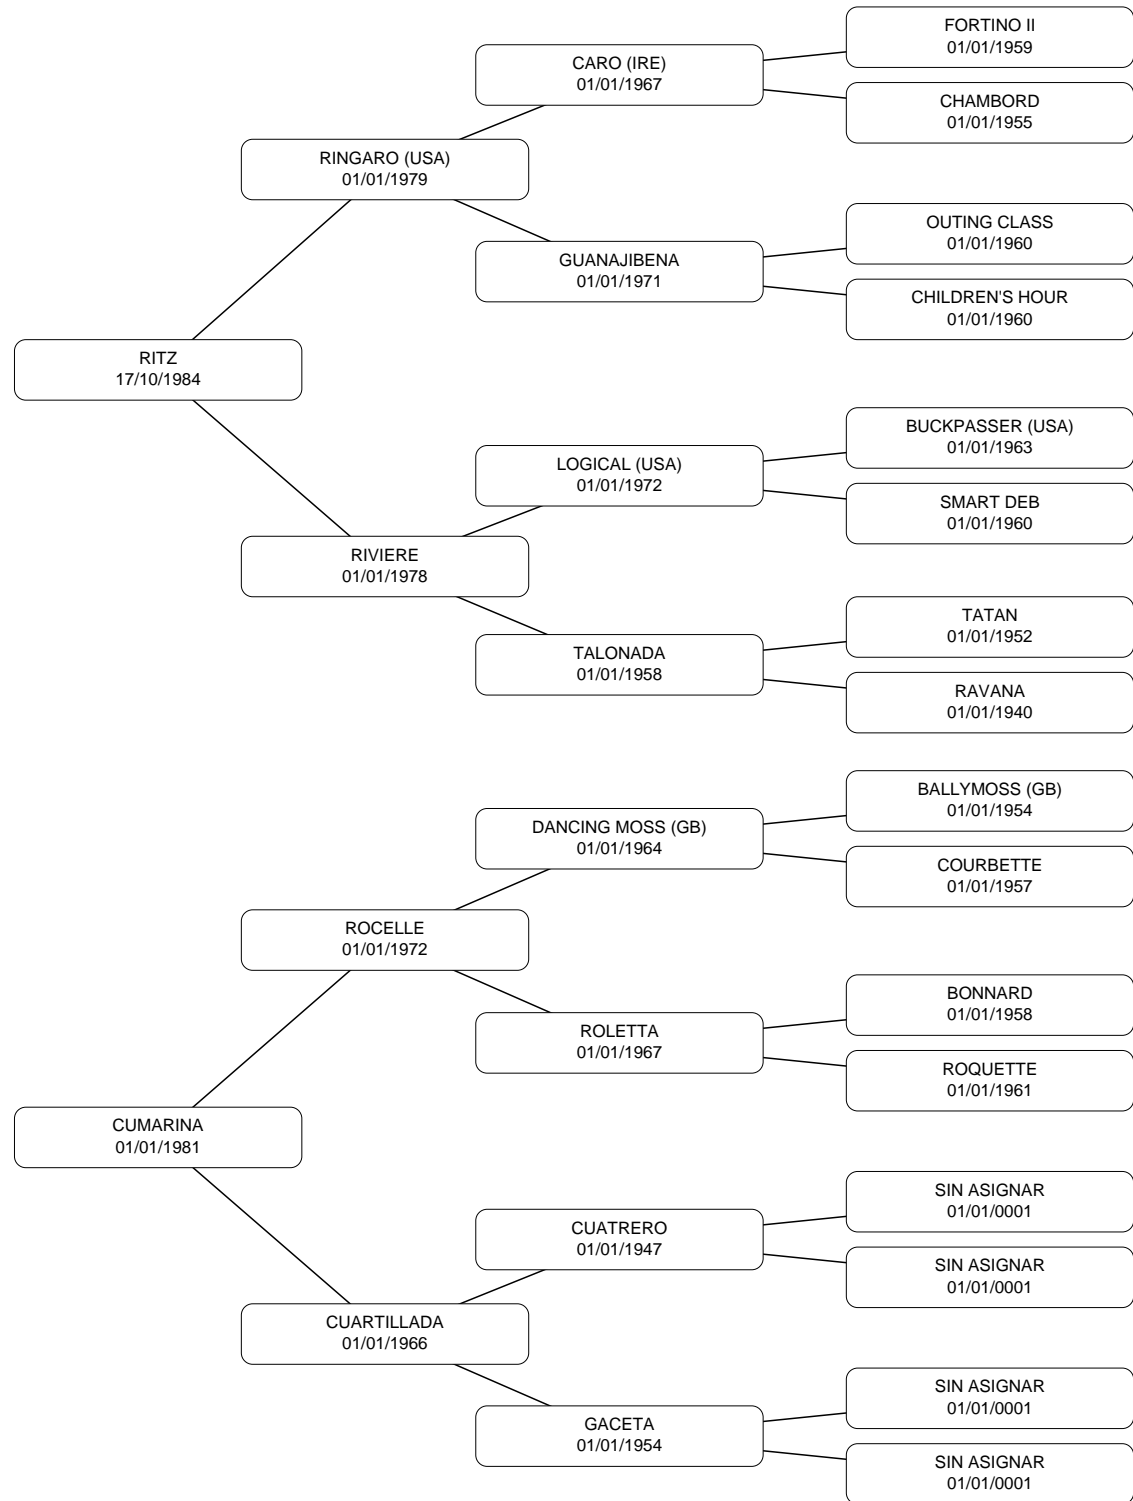 FORTINO II
01/01/1959
CARO (IRE)
01/01/1967
CHAMBORD
01/01/1955
RINGARO (USA)
01/01/1979
OUTING CLASS
01/01/1960
GUANAJIBENA
01/01/1971
CHILDREN'S HOUR
01/01/1960
RITZ
17/10/1984
BUCKPASSER (USA)
01/01/1963
LOGICAL (USA)
01/01/1972
SMART DEB
01/01/1960
RIVIERE
01/01/1978
TATAN
01/01/1952
TALONADA
01/01/1958
RAVANA
01/01/1940
BALLYMOSS (GB)
01/01/1954
DANCING MOSS (GB)
01/01/1964
COURBETTE
01/01/1957
ROCELLE
01/01/1972
BONNARD
01/01/1958
ROLETTA
01/01/1967
ROQUETTE
01/01/1961
CUMARINA
01/01/1981
SIN ASIGNAR
01/01/0001
CUATRERO
01/01/1947
SIN ASIGNAR
01/01/0001
CUARTILLADA
01/01/1966
SIN ASIGNAR
01/01/0001
GACETA
01/01/1954
SIN ASIGNAR
01/01/0001